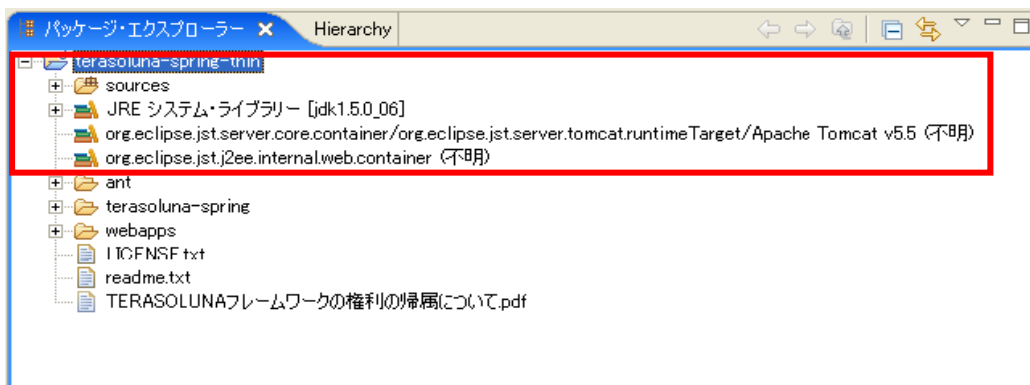 パッケージ・エクスプローラー Hierarchy
terasoluna-spring-thin
sources
JRE システム・ライブラリー [jdk1.5.0_06]
org.eclipse.jst.server.core.container/org.eclipse.jst.server.tomcat.runtimeTarget/Apache Tomcat v5.5 (不明)
org.eclipse.jst.j2ee.internal.web.container (不明)
ant
terasoluna-spring
webapps
LICENSE.txt
readme.txt
TERASOLUNAフレームワークの権利の帰属について.pdf